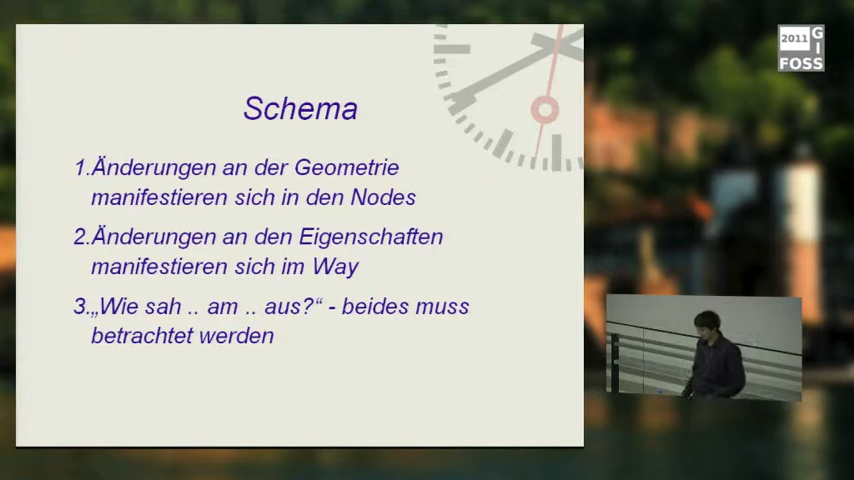 Schema
1.Änderungen an der Geometrie
manifestieren sich in den Nodes
2.Änderungen an den Eigenschaften
manifestieren sich im Way
3.„Wie sah .. am .. aus?“ - beides muss
betrachtet werden
2011 G
I
FOSS